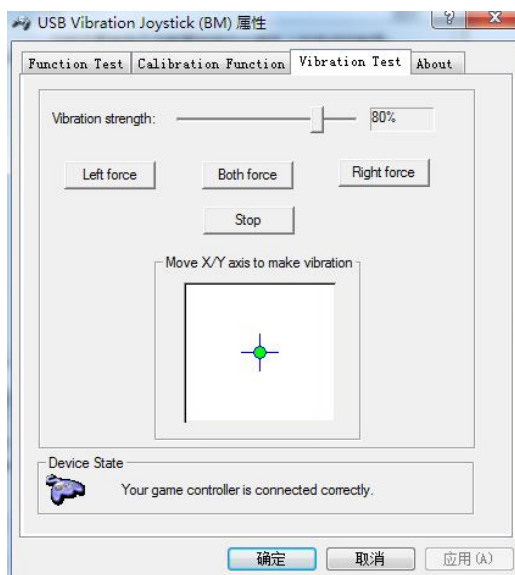 USB Vibration Joystick (BM) 属性
Function Test Calibration Function Vibration Test About
Vibration strength: 80%
Left force Both force Right force
Stop
Move X/Y axis to make vibration
Device State
Your game controller is connected correctly.
确定 取消 应用(A)